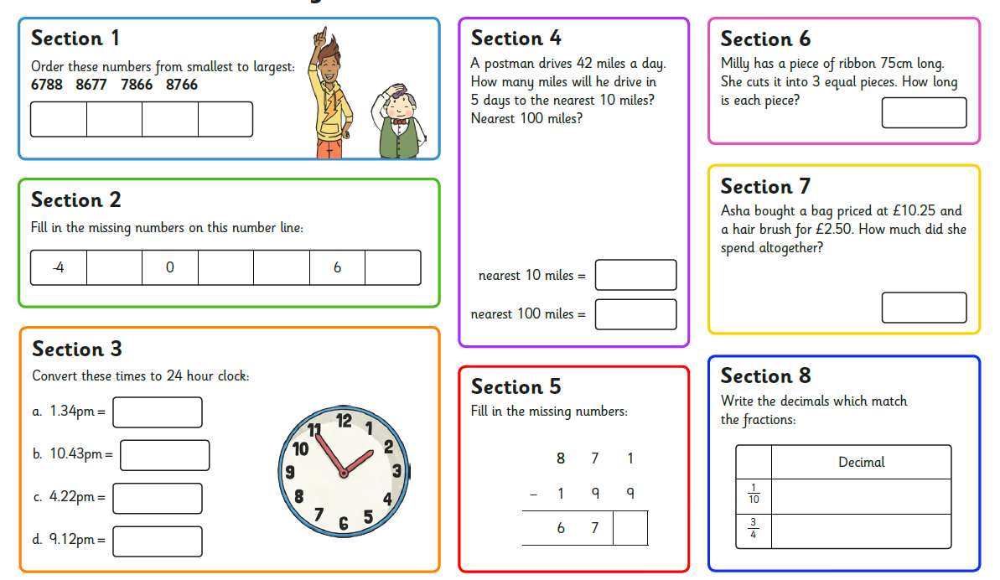 Section 1
Order these numbers from smallest to largest:
6788 8677 7866 8766
Section 2
Fill in the missing numbers on this number line:
-4 0 6
Section 3
Convert these times to 24 hour clock:
a. 1.34pm =
b. 10.43pm =
c. 4.22pm =
d. 9.12pm =
12
1
2
3
4
5
6
7
8
9
10
11
Section 4
A postman drives 42 miles a day.
How many miles will he drive in
5 days to the nearest 10 miles?
Nearest 100 miles?
nearest 10 miles =
nearest 100 miles =
Section 5
Fill in the missing numbers:
8 7 1
– 1 9 9
6 7
Section 6
Milly has a piece of ribbon 75cm long.
She cuts it into 3 equal pieces. How long
is each piece?
Section 7
Asha bought a bag priced at £10.25 and
a hair brush for £2.50. How much did she
spend altogether?
Section 8
Write the decimals which match
the fractions:
Decimal
1/10
3/4